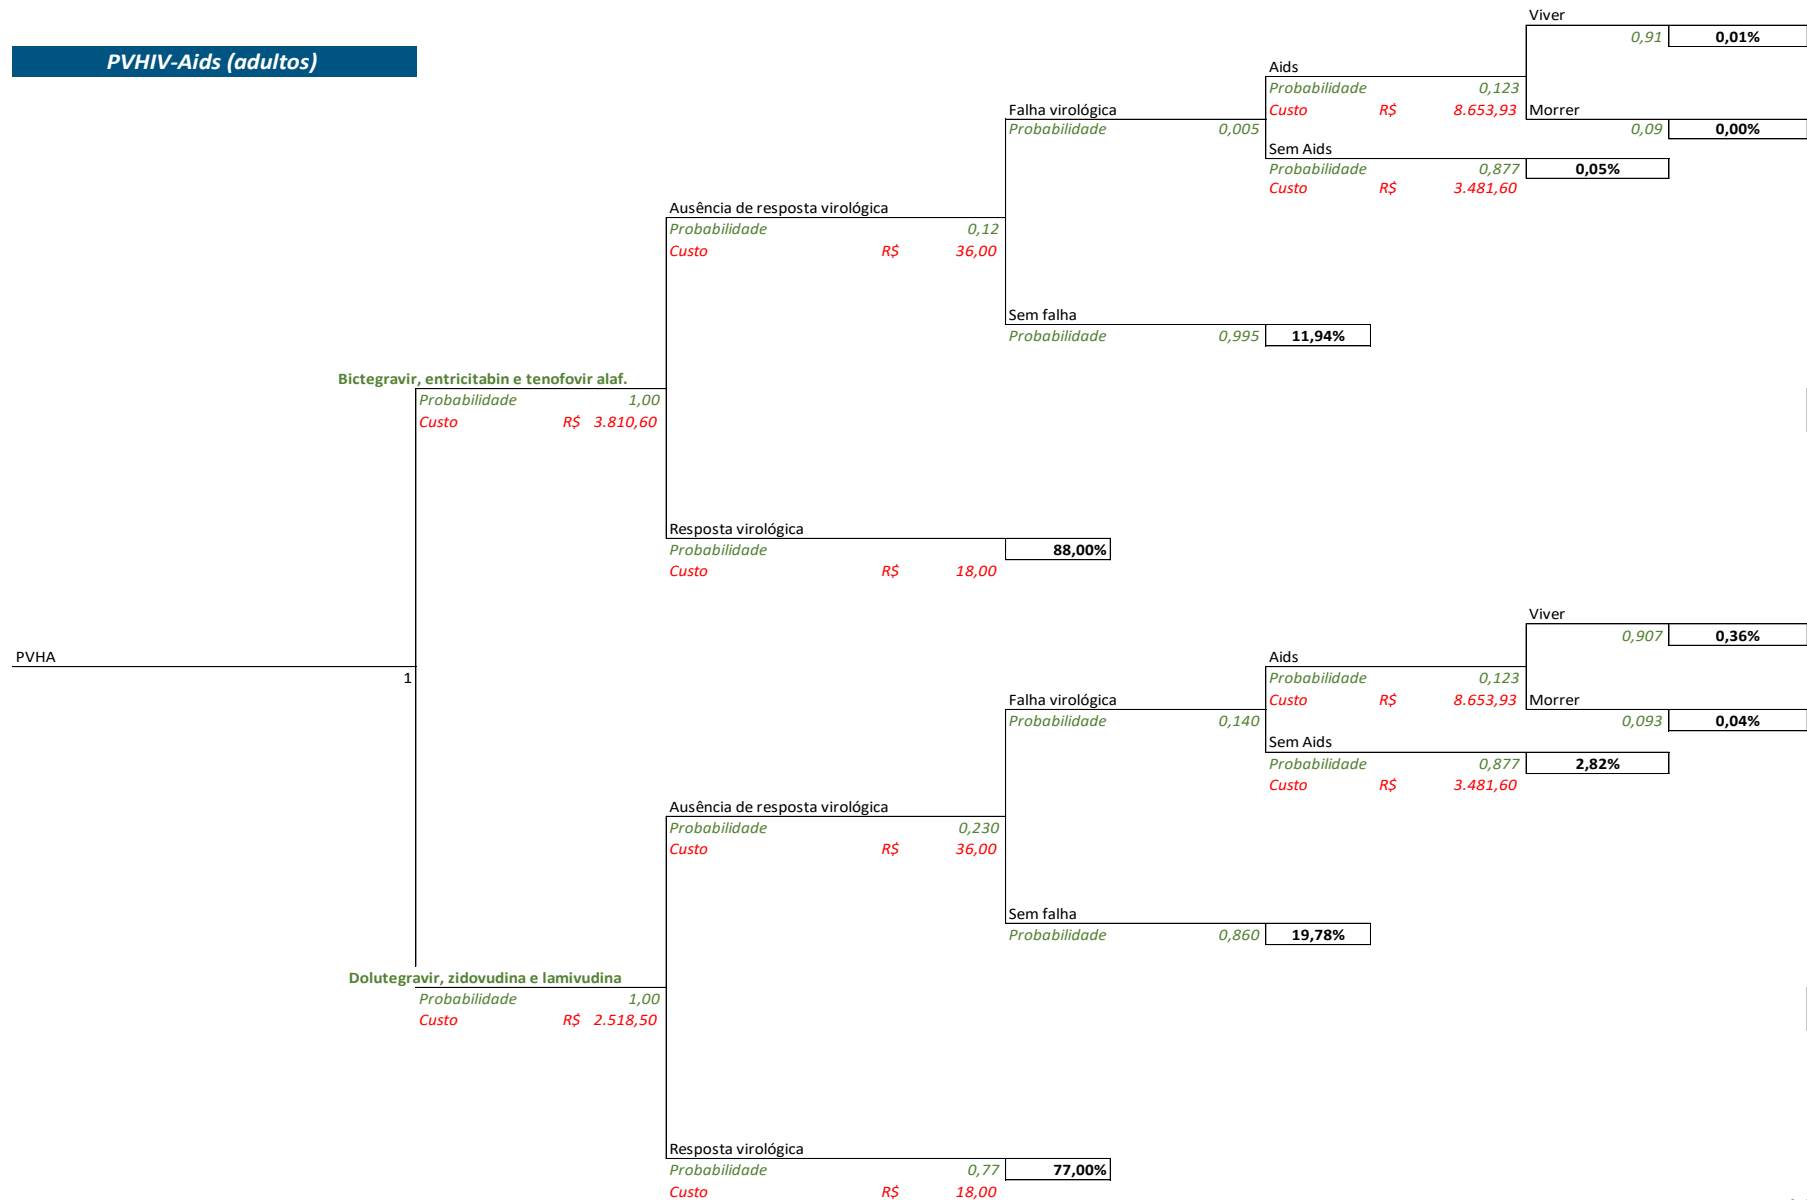 Viver
0,91 0,01%
PVHIV-Aids (adultos)
Aids
Probabilidade 0,123
Falha virológica Custo R$ 8.653,93 Morrer
Probabilidade 0,005 0,09 0,00%
Sem Aids
Probabilidade 0,877 0,05%
Custo R$ 3.481,60
Ausência de resposta virológica
Probabilidade 0,12
Custo R$ 36,00
Sem falha
Probabilidade 0,995 11,94%
Bictegravir, entricitabin e tenofovir alaf.
Probabilidade 1,00
Custo R$ 3.810,60
Resposta virológica
Probabilidade 88,00%
Custo R$ 18,00
Viver
0,907 0,36%
PVHA Aids
1 Probabilidade 0,123
Falha virológica Custo R$ 8.653,93 Morrer
Probabilidade 0,140 0,093 0,04%
Sem Aids
Probabilidade 0,877 2,82%
Custo R$ 3.481,60
Ausência de resposta virológica
Probabilidade 0,230
Custo R$ 36,00
Sem falha
Probabilidade 0,860 19,78%
Dolutegravir, zidovudina e lamivudina
Probabilidade 1,00
Custo R$ 2.518,50
Resposta virológica
Probabilidade 0,77 77,00%
Custo R$ 18,00